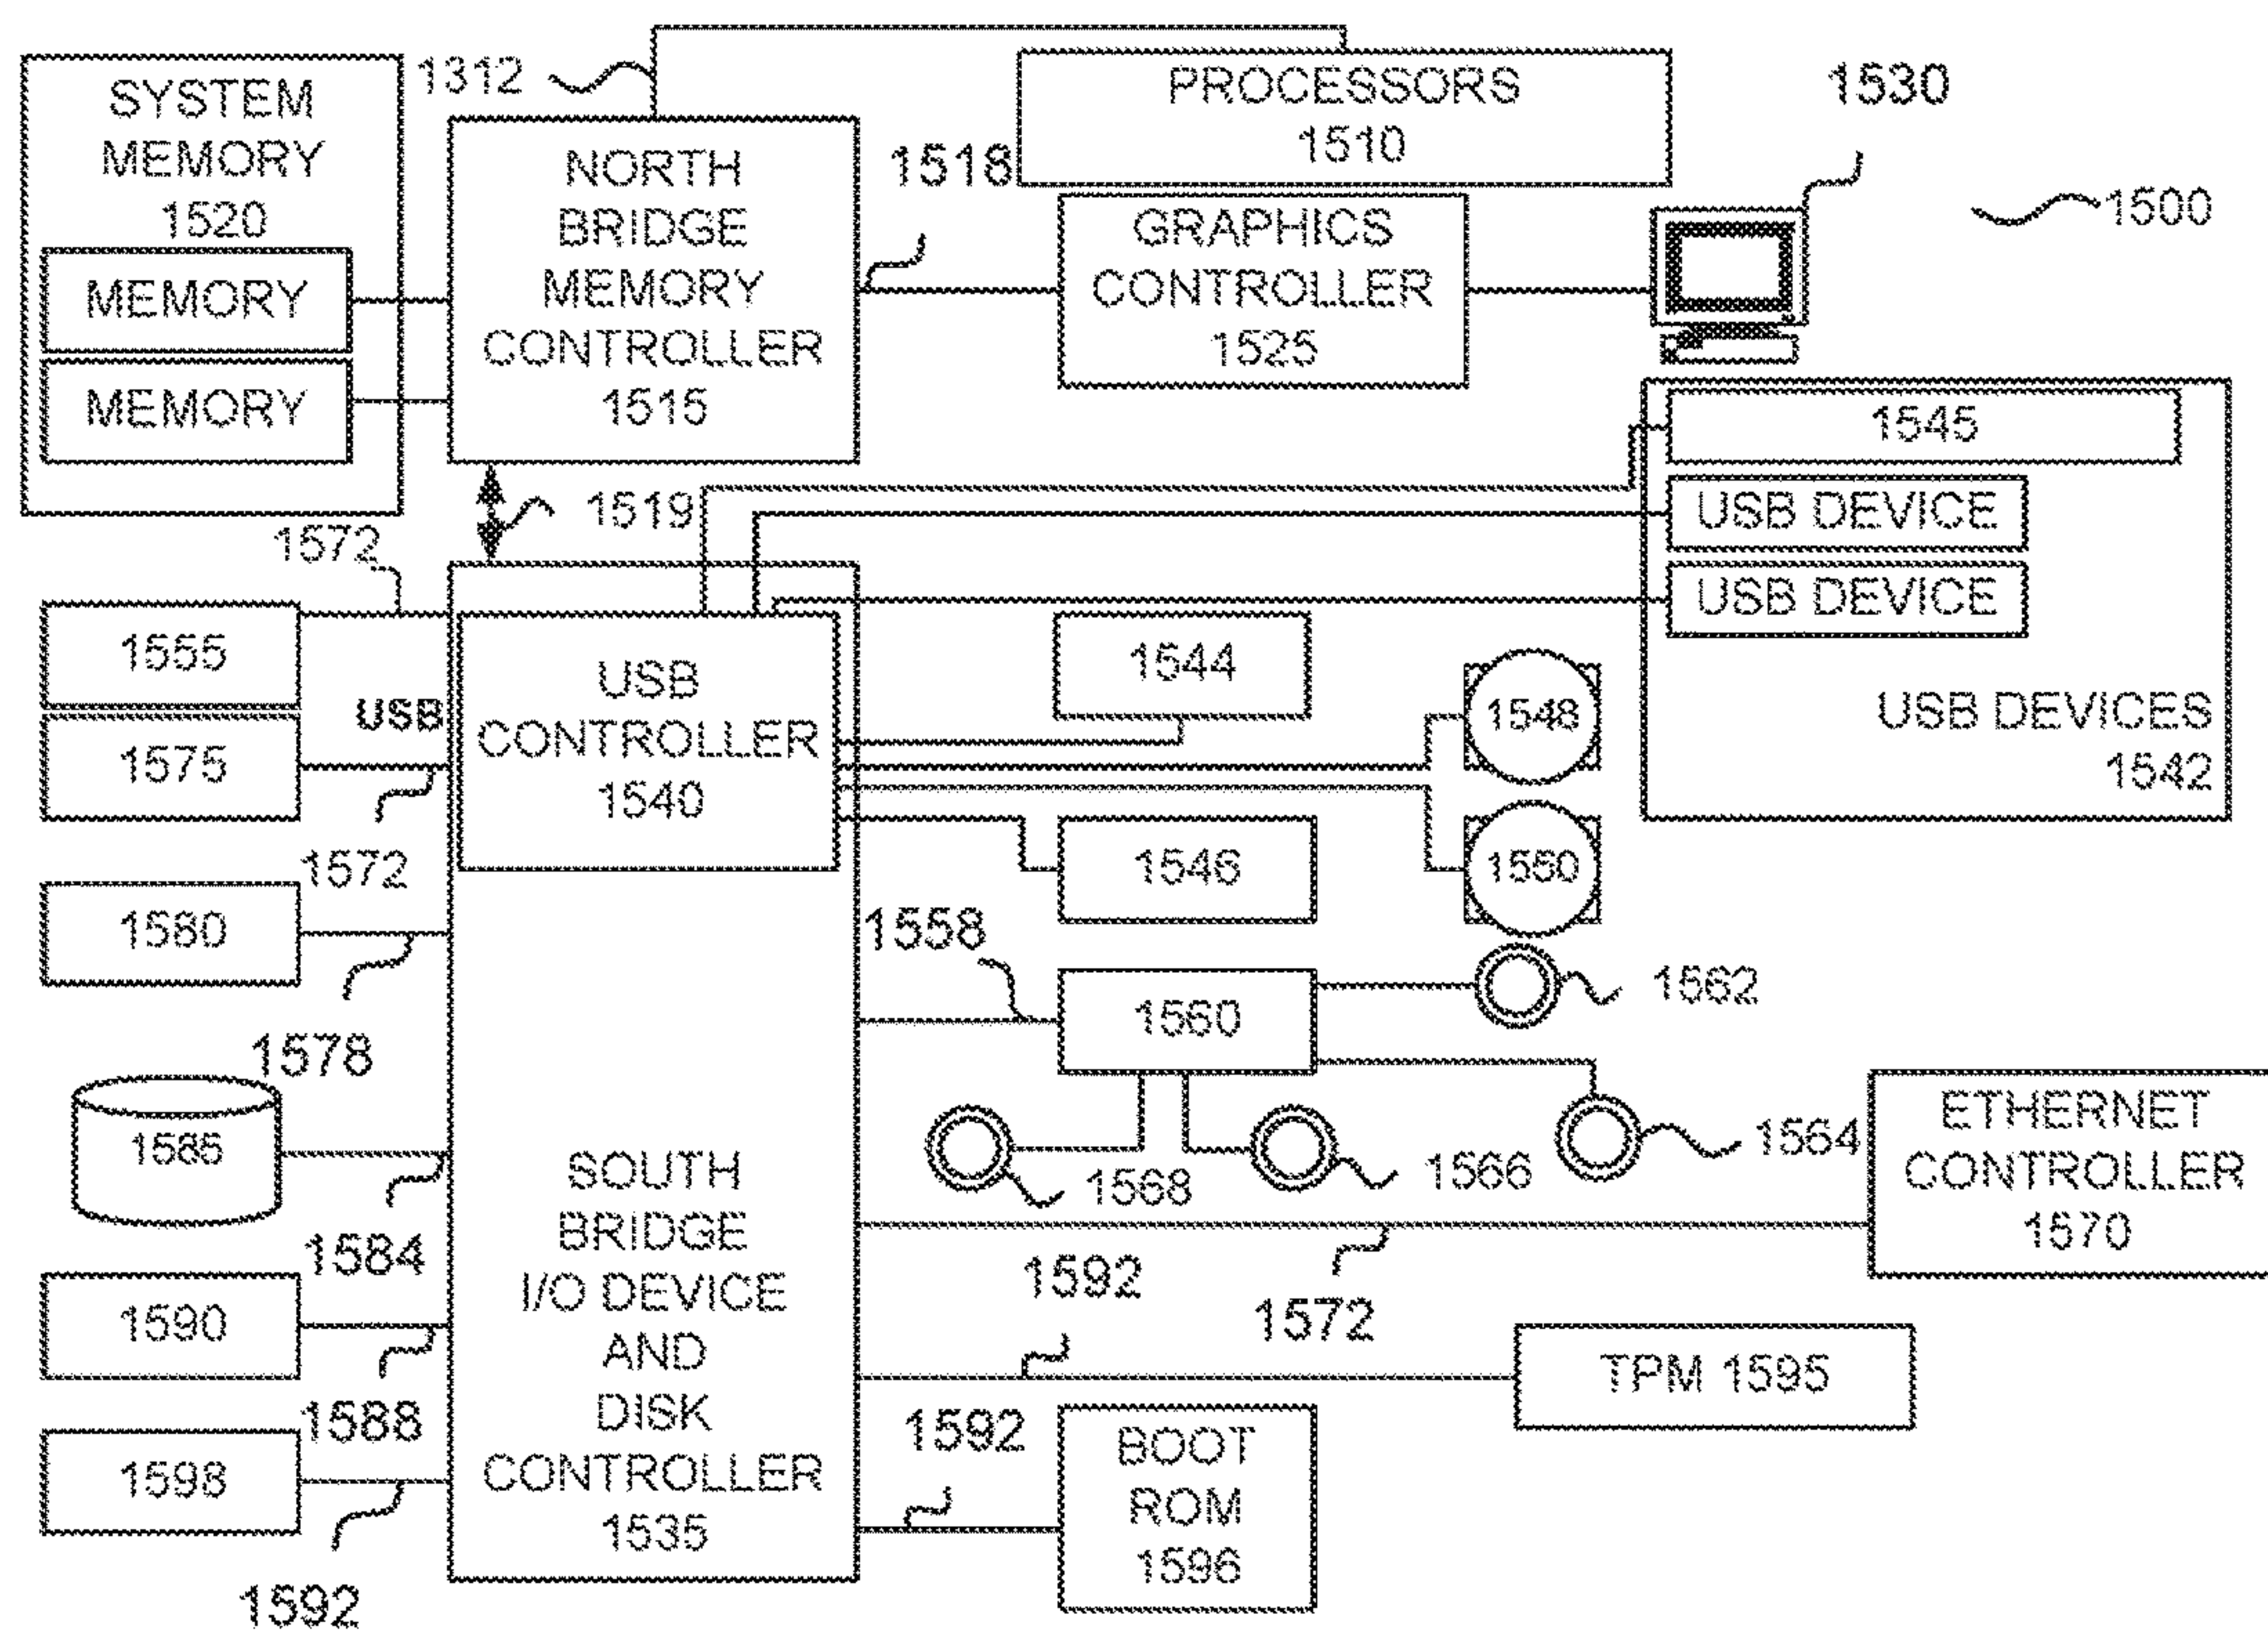 SYSTEM
MEMORY
1520
MEMORY
MEMORY
1312
NORTH
BRIDGE
MEMORY
CONTROLLER
1515
1518
PROCESSORS
1510
GRAPHICS
CONTROLLER
1525
1530
1500
1519
1545
USB DEVICE
USB DEVICE
USB DEVICES
1542
1572
1555
1575
USB
1572
USB
CONTROLLER
1540
1544
1548
1546
1550
1580
1578
1558
1560
1562
1585
1584
1568
1566
1564
ETHERNET
CONTROLLER
1570
1590
1588
SOUTH
BRIDGE
I/O DEVICE
AND
DISK
CONTROLLER
1535
1592
1572
TPM 1595
1598
1592
1592
BOOT
ROM
1596